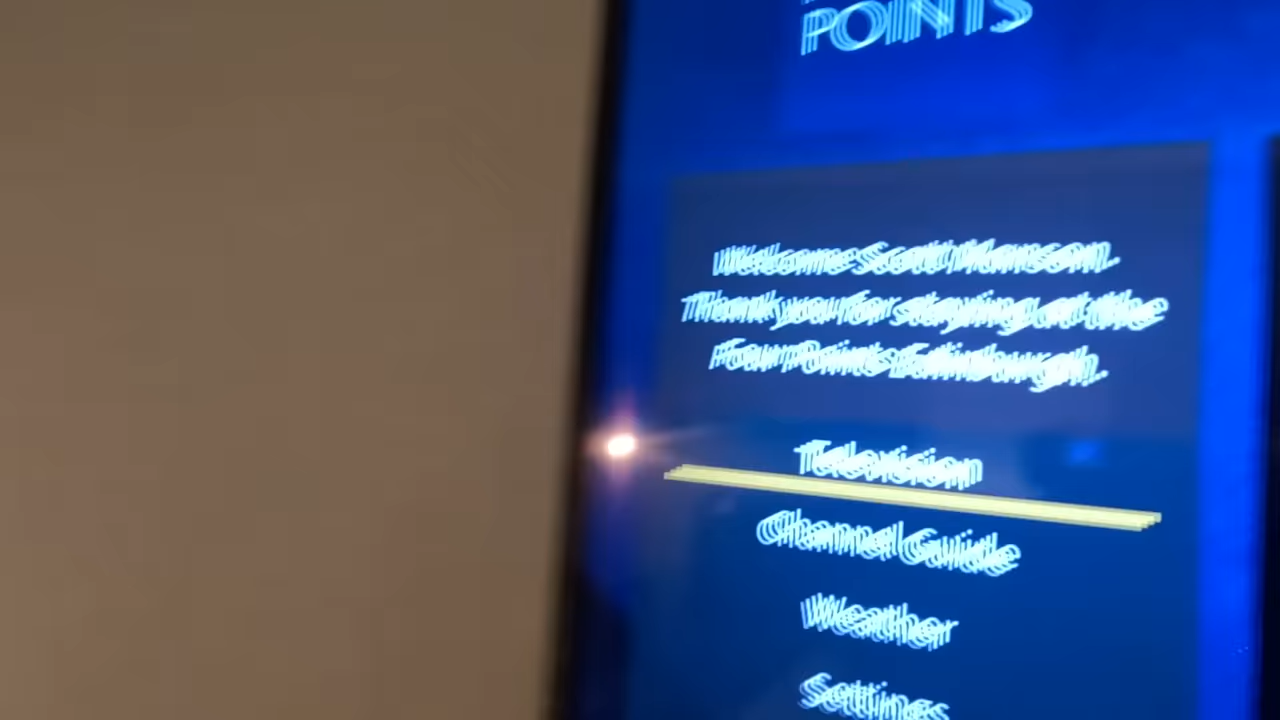 POINTS
Welcome Scott Manson.
Thank you for staying at the
Four Points Edinburgh.
Television
Channel Guide
Weather
Settings